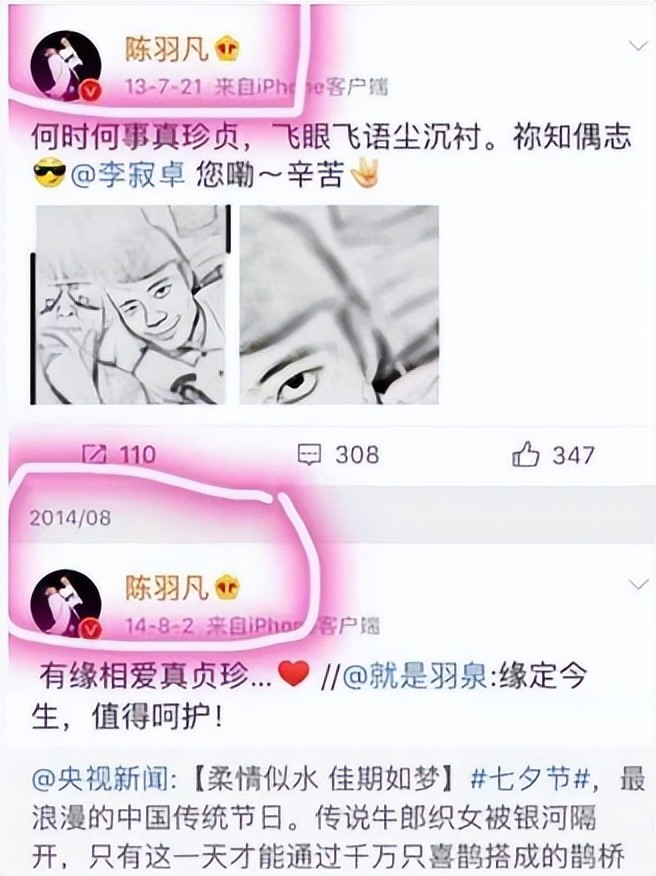 陈羽凡
13-7-21 来自iPhone客户端
何时何事真珍贞，飞眼飞语尘沉衬。祢知偶志
@李寂卓 您嘞～辛苦
110 308 347
2014/08
陈羽凡
14-8-2 来自iPhone客户端
有缘相爱真贞珍... //@就是羽泉:缘定今
生，值得呵护！
@央视新闻:【柔情似水 佳期如梦】#七夕节#，最
浪漫的中国传统节日。传说牛郎织女被银河隔
开，只有这一天才能通过千万只喜鹊搭成的鹊桥